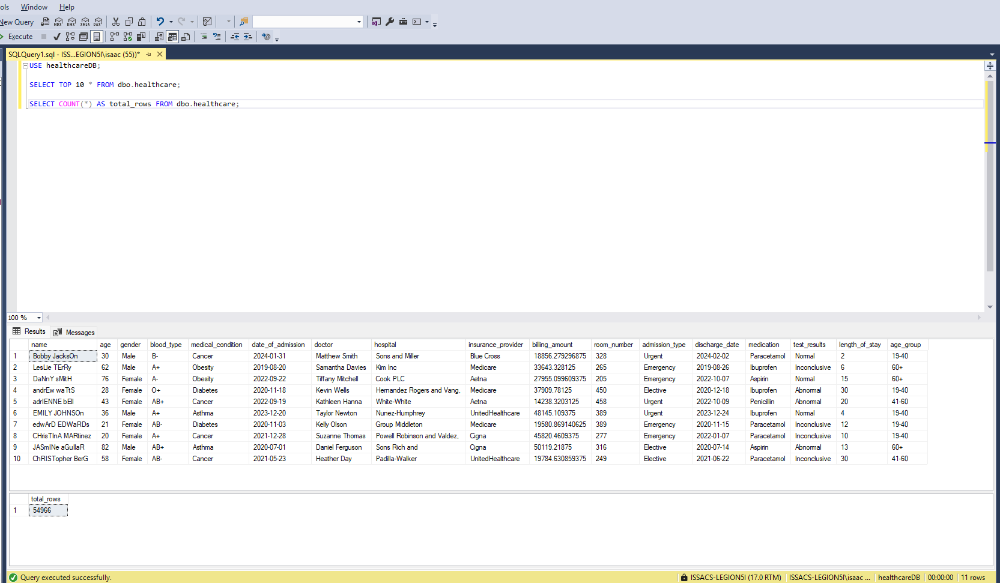 ols Window Help
New Query MDX DMX XMLA DAX
Execute
SQLQuery1.sql - ISS...EGION5I\isaac (55))*
USE healthcareDB;
SELECT TOP 10 * FROM dbo.healthcare;
SELECT COUNT(*) AS total_rows FROM dbo.healthcare;
100 %
Results Messages
name age gender blood_type medical_condition date_of_admission doctor hospital insurance_provider billing_amount room_number admission_type discharge_date medication test_results length_of_stay age_group
1 Bobby JacksOn 30 Male B- Cancer 2024-01-31 Matthew Smith Sons and Miller Blue Cross 18856.279296875 328 Urgent 2024-02-02 Paracetamol Normal 2 19-40
2 LesLie TErRy 62 Male A+ Obesity 2019-08-20 Samantha Davies Kim Inc Medicare 33643.328125 265 Emergency 2019-08-26 Ibuprofen Inconclusive 6 60+
3 DaNnY sMitH 76 Female A- Obesity 2022-09-22 Tiffany Mitchell Cook PLC Aetna 27955.099609375 205 Emergency 2022-10-07 Aspirin Normal 15 60+
4 andrEw waTtS 28 Female O+ Diabetes 2020-11-18 Kevin Wells Hernandez Rogers and Vang, Medicare 37909.78125 450 Elective 2020-12-18 Ibuprofen Abnormal 30 19-40
5 adrIENNE bEll 43 Female AB+ Cancer 2022-09-19 Kathleen Hanna White-White Aetna 14238.3203125 458 Urgent 2022-10-09 Penicillin Abnormal 20 41-60
6 EMILY JOHNSOn 36 Male A+ Asthma 2023-12-20 Taylor Newton Nunez-Humphrey UnitedHealthcare 48145.109375 389 Urgent 2023-12-24 Ibuprofen Normal 4 19-40
7 edwArD EDWaRDs 21 Female AB- Diabetes 2020-11-03 Kelly Olson Group Middleton Medicare 19580.869140625 389 Emergency 2020-11-15 Paracetamol Inconclusive 12 19-40
8 CHrisTInA MARtinez 20 Female A+ Cancer 2021-12-28 Suzanne Thomas Powell Robinson and Valdez, Cigna 45820.4609375 277 Emergency 2022-01-07 Paracetamol Inconclusive 10 19-40
9 JASmINe aGuIlaR 82 Male AB+ Asthma 2020-07-01 Daniel Ferguson Sons Rich and Cigna 50119.21875 316 Elective 2020-07-14 Aspirin Abnormal 13 60+
10 ChRISTopher BerG 58 Female AB- Cancer 2021-05-23 Heather Day Padilla-Walker UnitedHealthcare 19784.630859375 249 Elective 2021-06-22 Paracetamol Inconclusive 30 41-60
total_rows
1 54966
Query executed successfully. ISSACS-LEGION5I (17.0 RTM) ISSACS-LEGION5I\isaac ... healthcareDB 00:00:00 11 rows